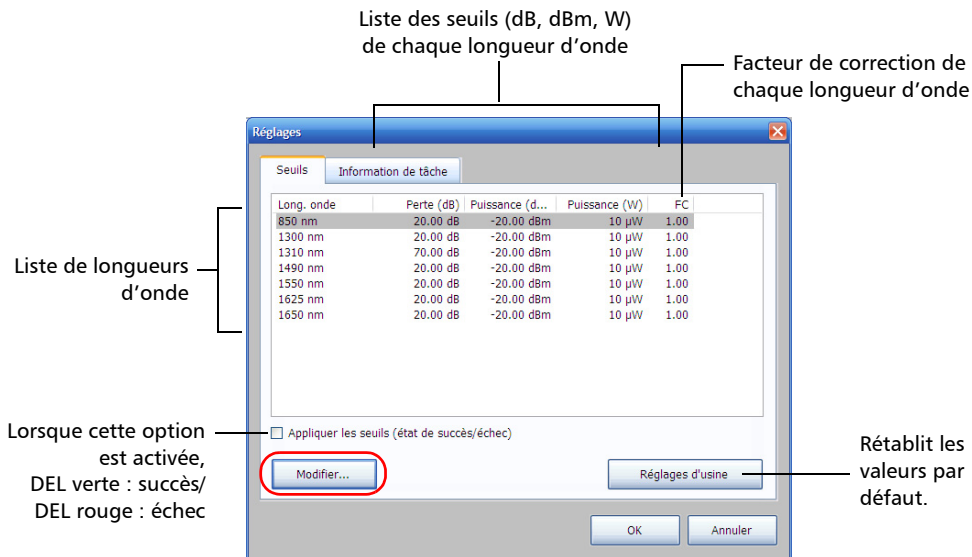 Liste des seuils (dB, dBm, W)
de chaque longueur d'onde
Facteur de correction de
chaque longueur d'onde
Réglages
Seuils
Information de tâche
Long. onde Perte (dB) Puissance (d... Puissance (W) FC
850 nm 20.00 dB -20.00 dBm 10 µW 1.00
1300 nm 20.00 dB -20.00 dBm 10 µW 1.00
1310 nm 70.00 dB -20.00 dBm 10 µW 1.00
1490 nm 20.00 dB -20.00 dBm 10 µW 1.00
1550 nm 20.00 dB -20.00 dBm 10 µW 1.00
1625 nm 20.00 dB -20.00 dBm 10 µW 1.00
1650 nm 20.00 dB -20.00 dBm 10 µW 1.00
Liste de longueurs
d'onde
Appliquer les seuils (état de succès/échec)
Lorsque cette option
est activée,
DEL verte : succès/
DEL rouge : échec
Modifier...
Réglages d'usine
Rétablit les
valeurs par
défaut.
OK
Annuler